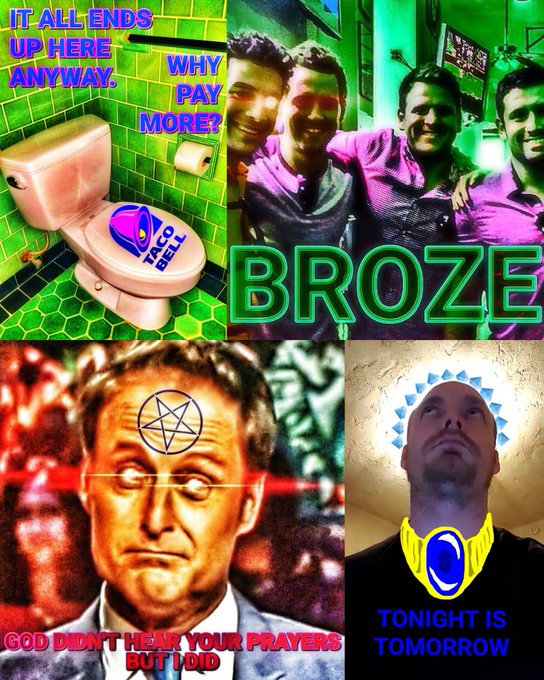 IT ALL ENDS
UP HERE
ANYWAY.
WHY
PAY
MORE?
TACO
BELL
BROZE
GOD DIDN'T HEAR YOUR PRAYERS
BUT I DID
TONIGHT IS
TOMORROW